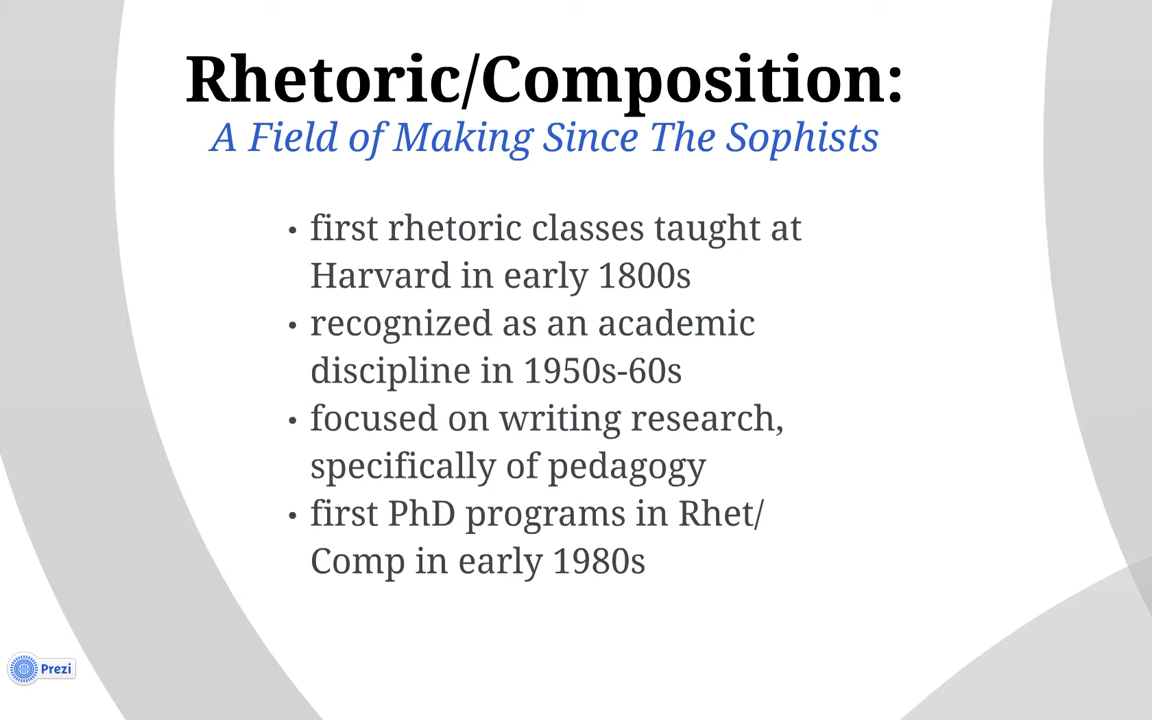 Rhetoric/Composition:
A Field of Making Since The Sophists
• first rhetoric classes taught at
Harvard in early 1800s
• recognized as an academic
discipline in 1950s-60s
• focused on writing research,
specifically of pedagogy
• first PhD programs in Rhet/
Comp in early 1980s
Prezi